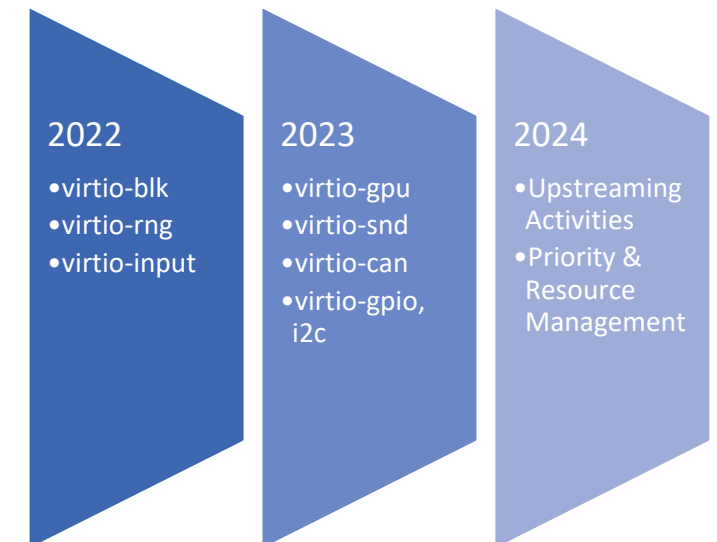 2022
•virtio-blk
•virtio-rng
•virtio-input
2023
•virtio-gpu
•virtio-snd
•virtio-can
•virtio-gpio,
i2c
2024
•Upstreaming
Activities
•Priority &
Resource
Management